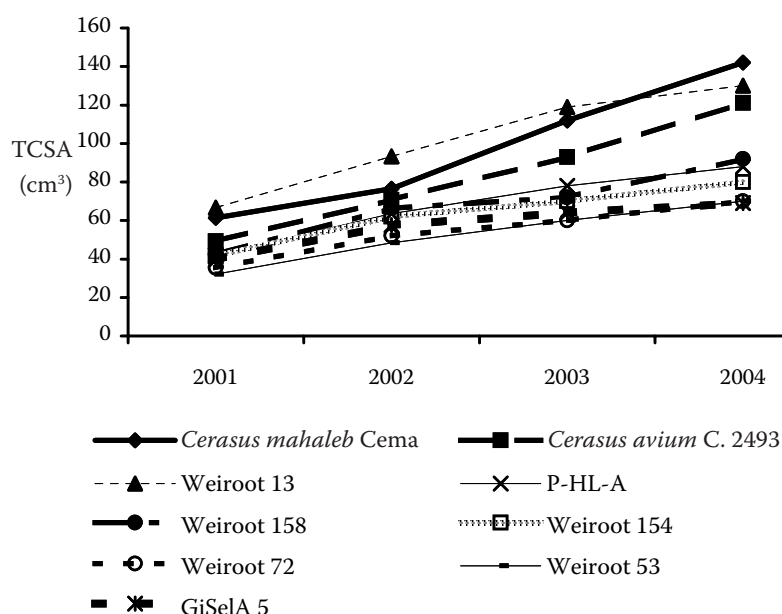 160
140
120
TCSA
(cm³)
100
80
60
40
20
0
2001 2002 2003 2004
Cerasus mahaleb Cema Cerasus avium C. 2493
Weiroot 13 P-HL-A
Weiroot 158 Weiroot 154
Weiroot 72 Weiroot 53
GiSelA 5